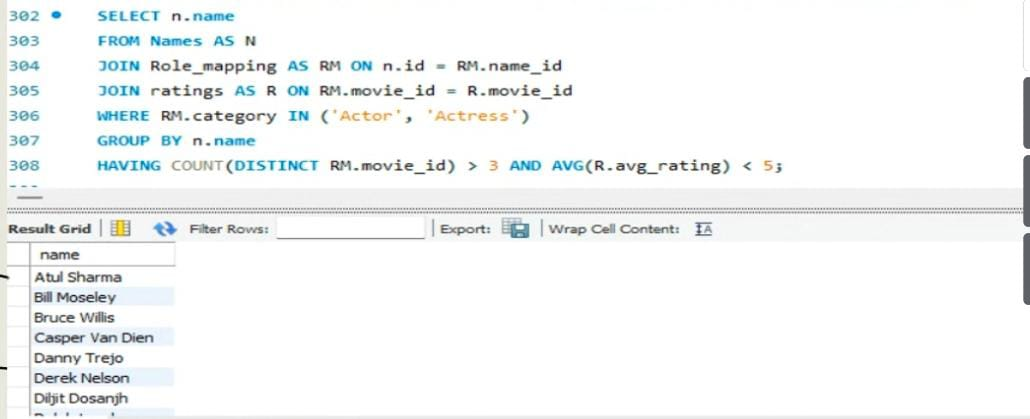 302 SELECT n.name
303 FROM Names AS N
304 JOIN Role_mapping AS RM ON n.id = RM.name_id
305 JOIN ratings AS R ON RM.movie_id = R.movie_id
306 WHERE RM.category IN ('Actor', 'Actress')
307 GROUP BY n.name
308 HAVING COUNT(DISTINCT RM.movie_id) > 3 AND AVG(R.avg_rating) < 5;
Result Grid Filter Rows: Export: Wrap Cell Content: IA
name
Atul Sharma
Bill Moseley
Bruce Willis
Casper Van Dien
Danny Trejo
Derek Nelson
Diljit Dosanjh